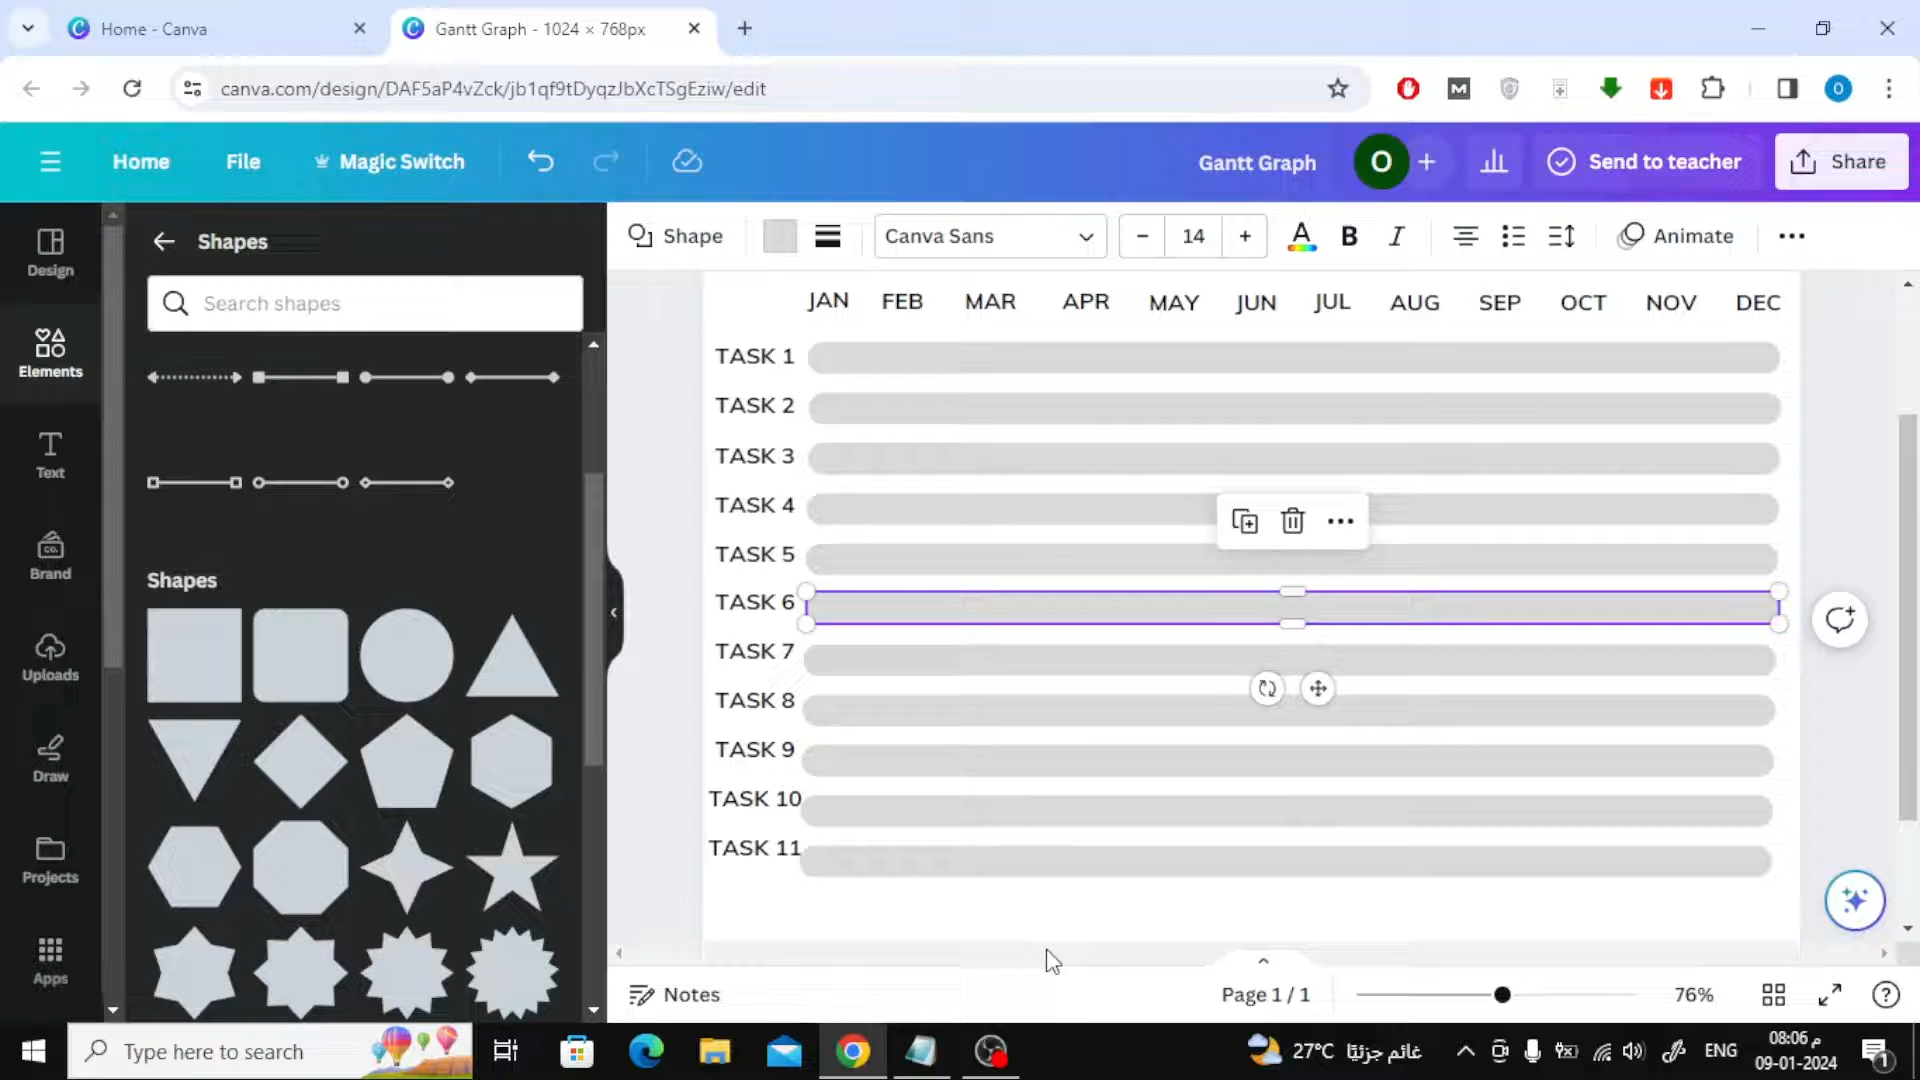 Home - Canva
Gantt Graph - 1024 × 768px
canva.com/design/DAF5aP4vZck/jb1qf9tDyqzJbXcTSgEziw/edit
Home File Magic Switch Gantt Graph O Send to teacher Share
Shape Canva Sans 14 B I Animate
Design
Elements
Text
Brand
Uploads
Draw
Projects
Apps
Shapes
Search shapes
Shapes
JAN FEB MAR APR MAY JUN JUL AUG SEP OCT NOV DEC
TASK 1
TASK 2
TASK 3
TASK 4
TASK 5
TASK 6
TASK 7
TASK 8
TASK 9
TASK 10
TASK 11
Notes Page 1 / 1 76%
Type here to search
27°C غائم جزئيًا ENG
08:06 م
09-01-2024
1